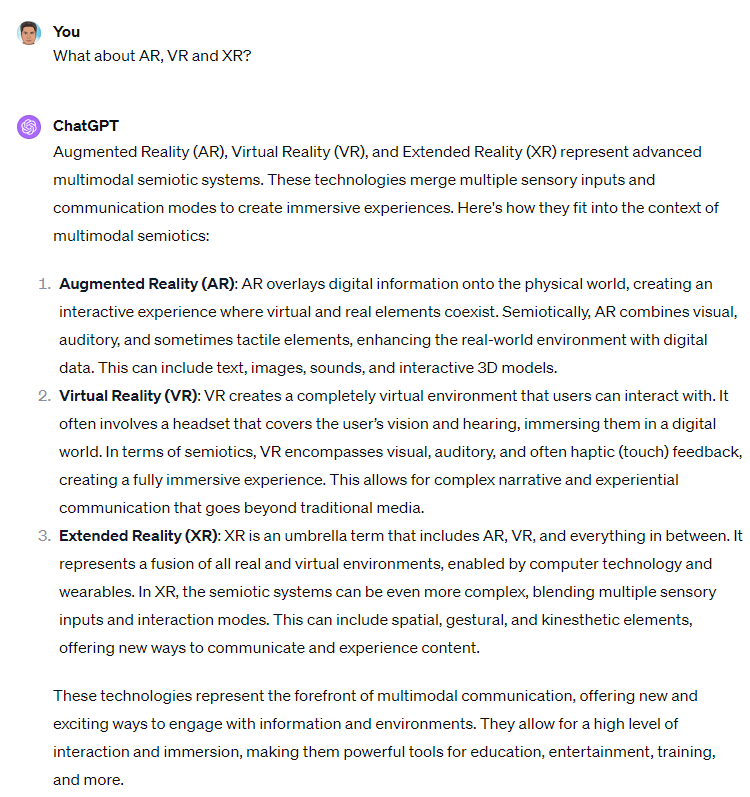 You
What about AR, VR and XR?
ChatGPT
Augmented Reality (AR), Virtual Reality (VR), and Extended Reality (XR) represent advanced
multimodal semiotic systems. These technologies merge multiple sensory inputs and
communication modes to create immersive experiences. Here's how they fit into the context of
multimodal semiotics:
1. Augmented Reality (AR): AR overlays digital information onto the physical world, creating an
interactive experience where virtual and real elements coexist. Semiotically, AR combines visual,
auditory, and sometimes tactile elements, enhancing the real-world environment with digital
data. This can include text, images, sounds, and interactive 3D models.
2. Virtual Reality (VR): VR creates a completely virtual environment that users can interact with. It
often involves a headset that covers the user's vision and hearing, immersing them in a digital
world. In terms of semiotics, VR encompasses visual, auditory, and often haptic (touch) feedback,
creating a fully immersive experience. This allows for complex narrative and experiential
communication that goes beyond traditional media.
3. Extended Reality (XR): XR is an umbrella term that includes AR, VR, and everything in between. It
represents a fusion of all real and virtual environments, enabled by computer technology and
wearables. In XR, the semiotic systems can be even more complex, blending multiple sensory
inputs and interaction modes. This can include spatial, gestural, and kinesthetic elements,
offering new ways to communicate and experience content.
These technologies represent the forefront of multimodal communication, offering new and
exciting ways to engage with information and environments. They allow for a high level of
interaction and immersion, making them powerful tools for education, entertainment, training,
and more.